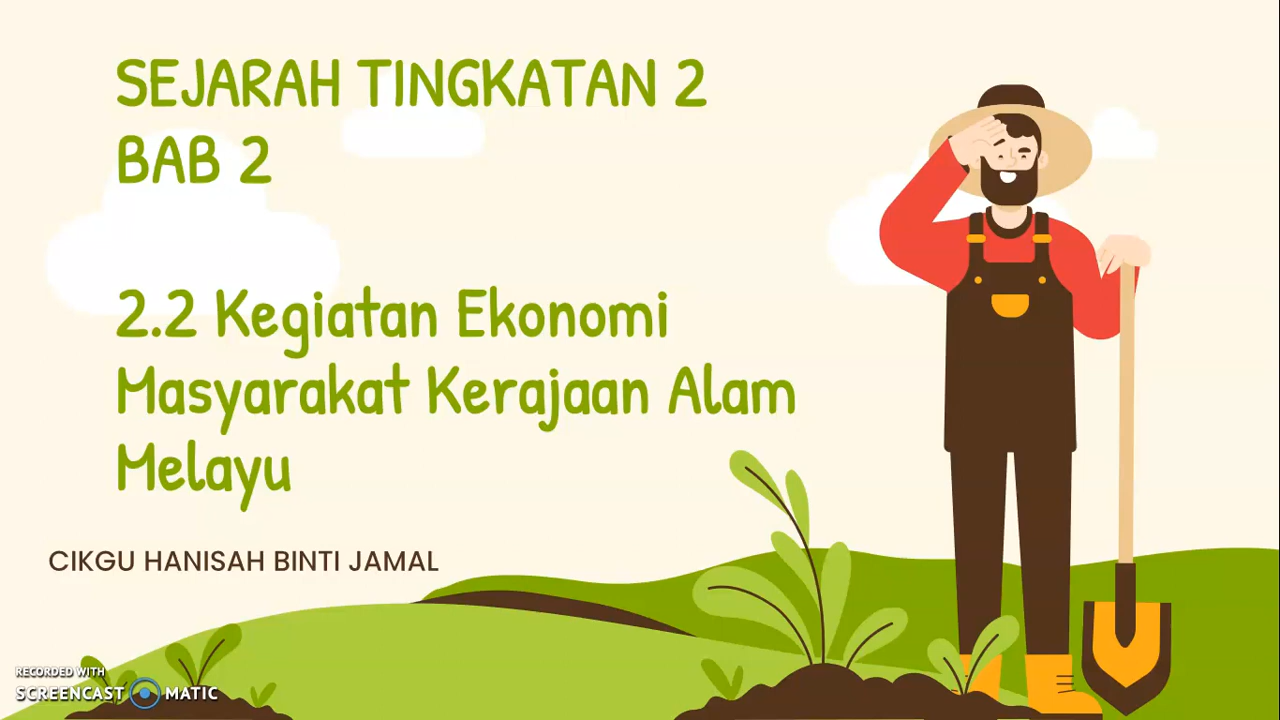 SEJARAH TINGKATAN 2
BAB 2
2.2 Kegiatan Ekonomi
Masyarakat Kerajaan Alam
Melayu
CIKGU HANISAH BINTI JAMAL
RECORDED WITH
SCREENCAST MATIC